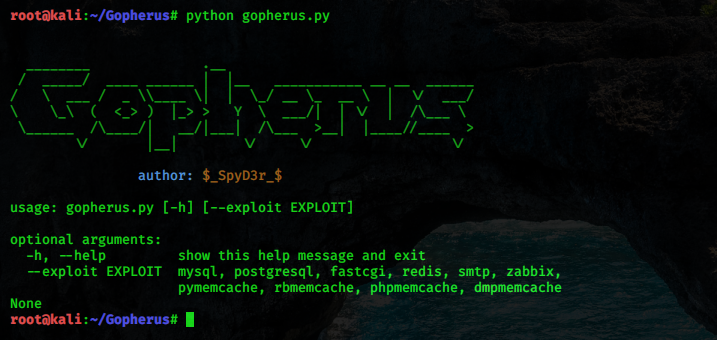 root@kali:~/Gopherus# python gopherus.py
Gopherus
author: $_SpyD3r_$
usage: gopherus.py [-h] [--exploit EXPLOIT]
optional arguments:
-h, --help show this help message and exit
--exploit EXPLOIT mysql, postgresql, fastcgi, redis, smtp, zabbix,
pymemcache, rbmemcache, phpmemcache, dmpmemcache
None
root@kali:~/Gopherus#